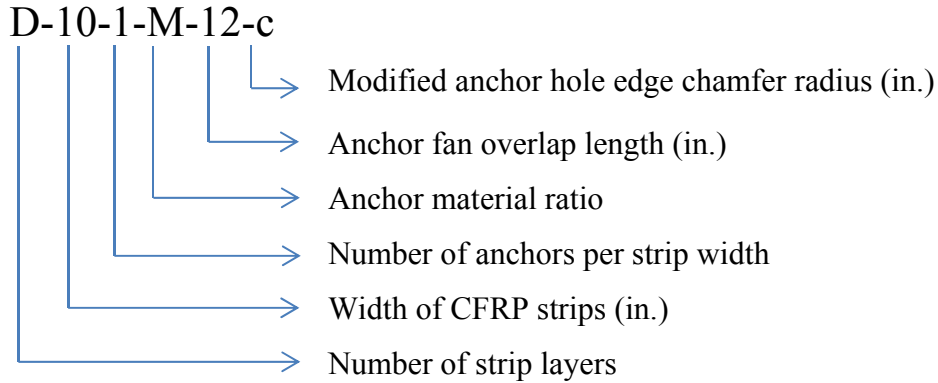 D-10-1-M-12-c
Modified anchor hole edge chamfer radius (in.)
Anchor fan overlap length (in.)
Anchor material ratio
Number of anchors per strip width
Width of CFRP strips (in.)
Number of strip layers